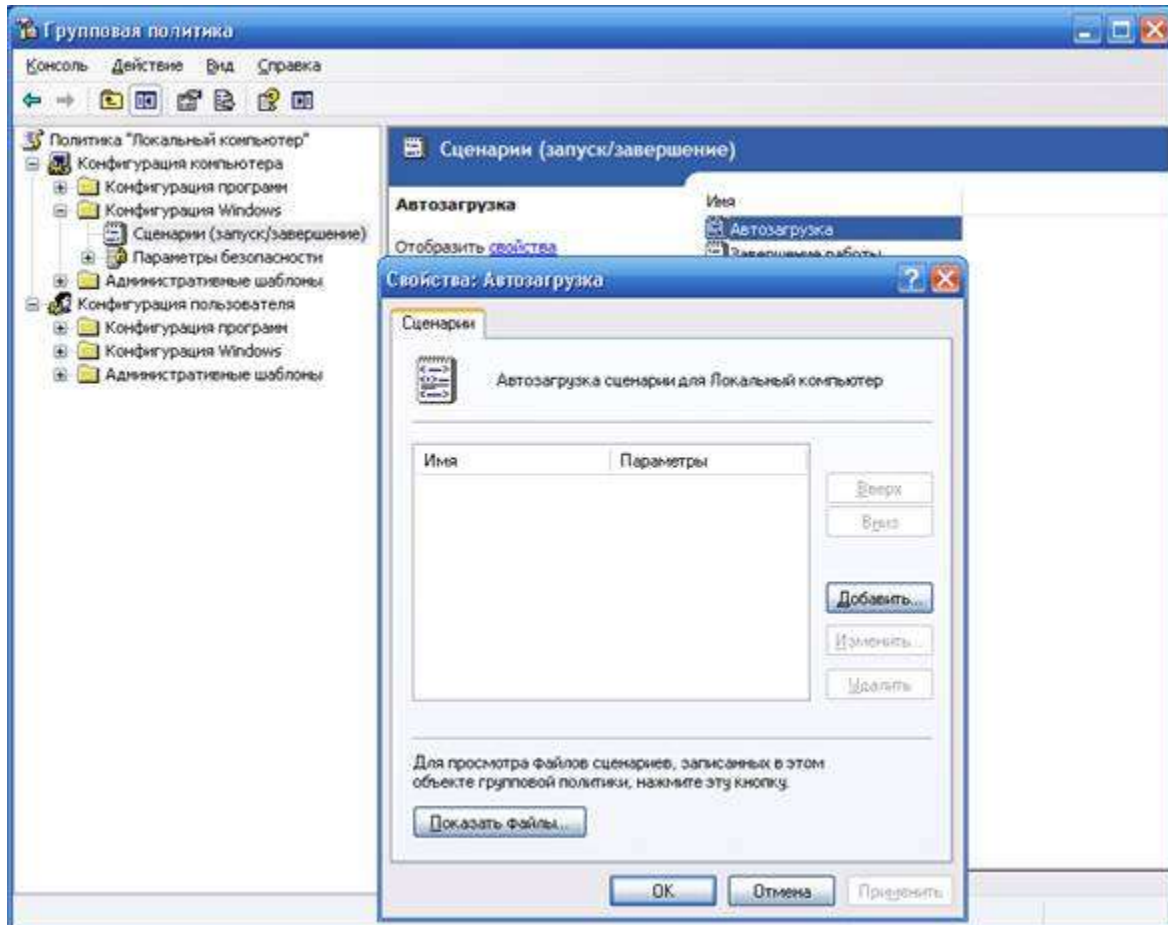 Групповая политика
Консоль Действие Вид Справка
Политика "Локальный компьютер"
Конфигурация компьютера
Конфигурация программ
Конфигурация Windows
Сценарии (запуск/завершение)
Параметры безопасности
Административные шаблоны
Конфигурация пользователя
Конфигурация программ
Конфигурация Windows
Административные шаблоны
Сценарии (запуск/завершение)
Автозагрузка
Отобразить свойства
Имя
Автозагрузка
Завершение работы
Свойства: Автозагрузка
Сценарии
Автозагрузка сценарии для Локальный компьютер
Имя Параметры
Вверх
Вниз
Добавить...
Изменить...
Удалить
Для просмотра файлов сценариев, записанных в этом
объекте групповой политики, нажмите эту кнопку.
Показать файлы...
ОК Отмена Применить